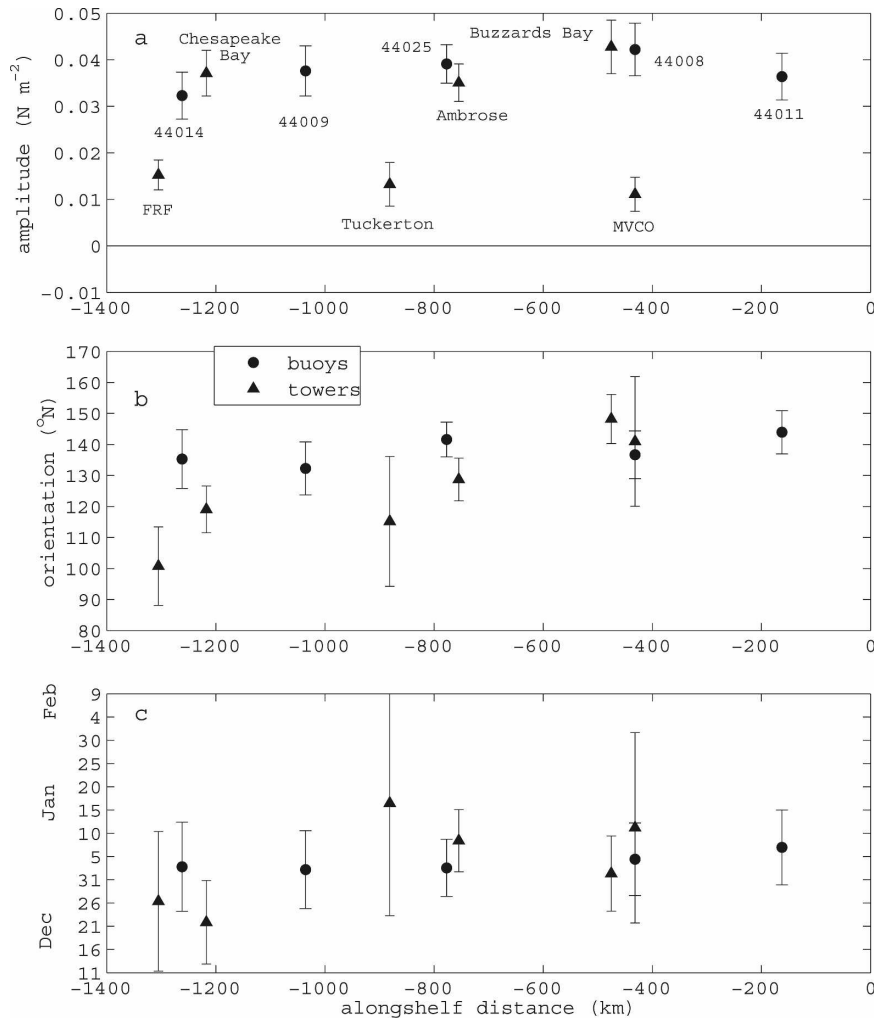 a
amplitude (N m⁻²)
0.05
0.04
0.03
0.02
0.01
0
−0.01
Chesapeake
Bay
44014
FRF
44009
44025
Tuckerton
Ambrose
Buzzards Bay
44008
MVCO
44011
−1400 −1200 −1000 −800 −600 −400 −200 0
b
buoys
towers
orientation (°N)
170
160
150
140
130
120
110
100
90
80
−1400 −1200 −1000 −800 −600 −400 −200 0
c
Feb
Jan
Dec
9
4
30
25
20
15
10
5
31
26
21
16
11
−1400 −1200 −1000 −800 −600 −400 −200 0
alongshelf distance (km)